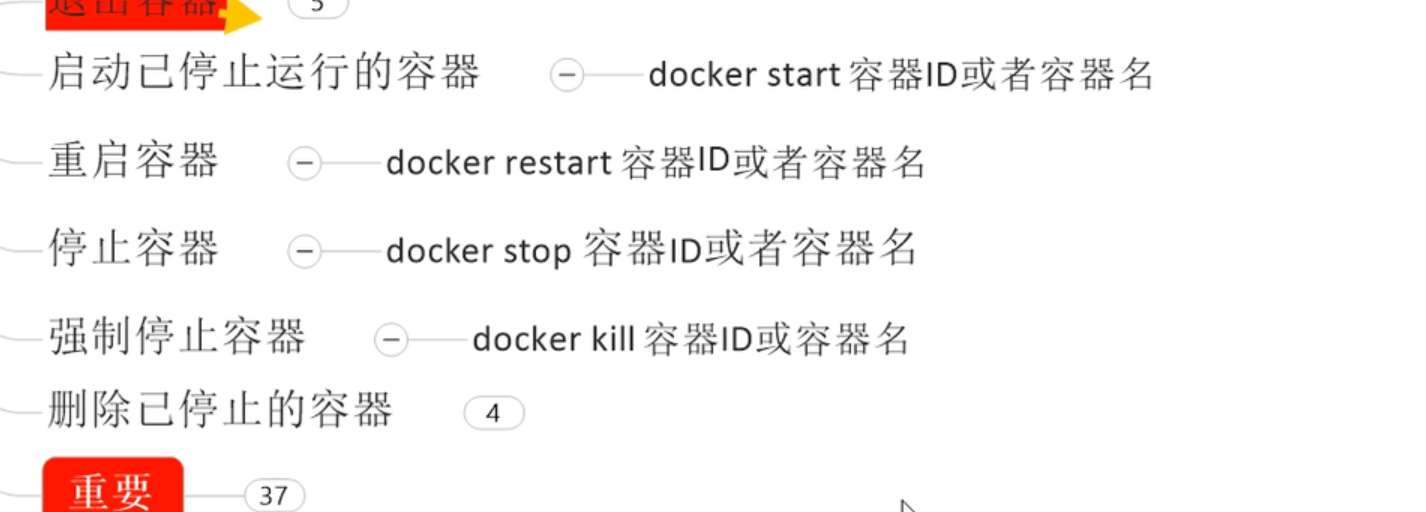 退出容器 5
启动已停止运行的容器 docker start 容器ID或者容器名
重启容器 docker restart 容器ID或者容器名
停止容器 docker stop 容器ID或者容器名
强制停止容器 docker kill 容器ID或容器名
删除已停止的容器 4
重要 37